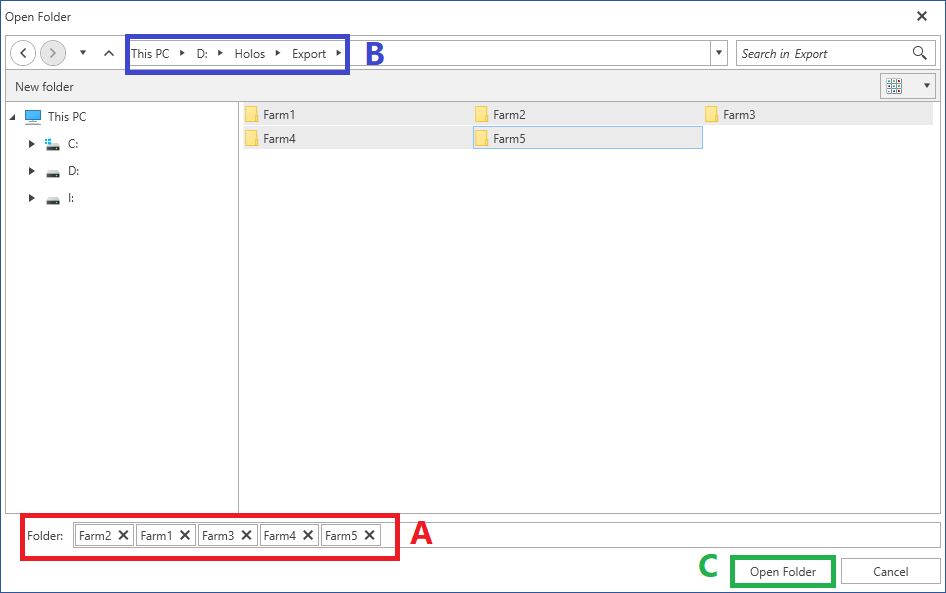 Open Folder
This PC D: Holos Export B Search in Export
New folder
This PC
C:
D:
I:
Farm1 Farm2 Farm3
Farm4 Farm5
Folder: Farm2 Farm1 Farm3 Farm4 Farm5 A
C Open Folder Cancel